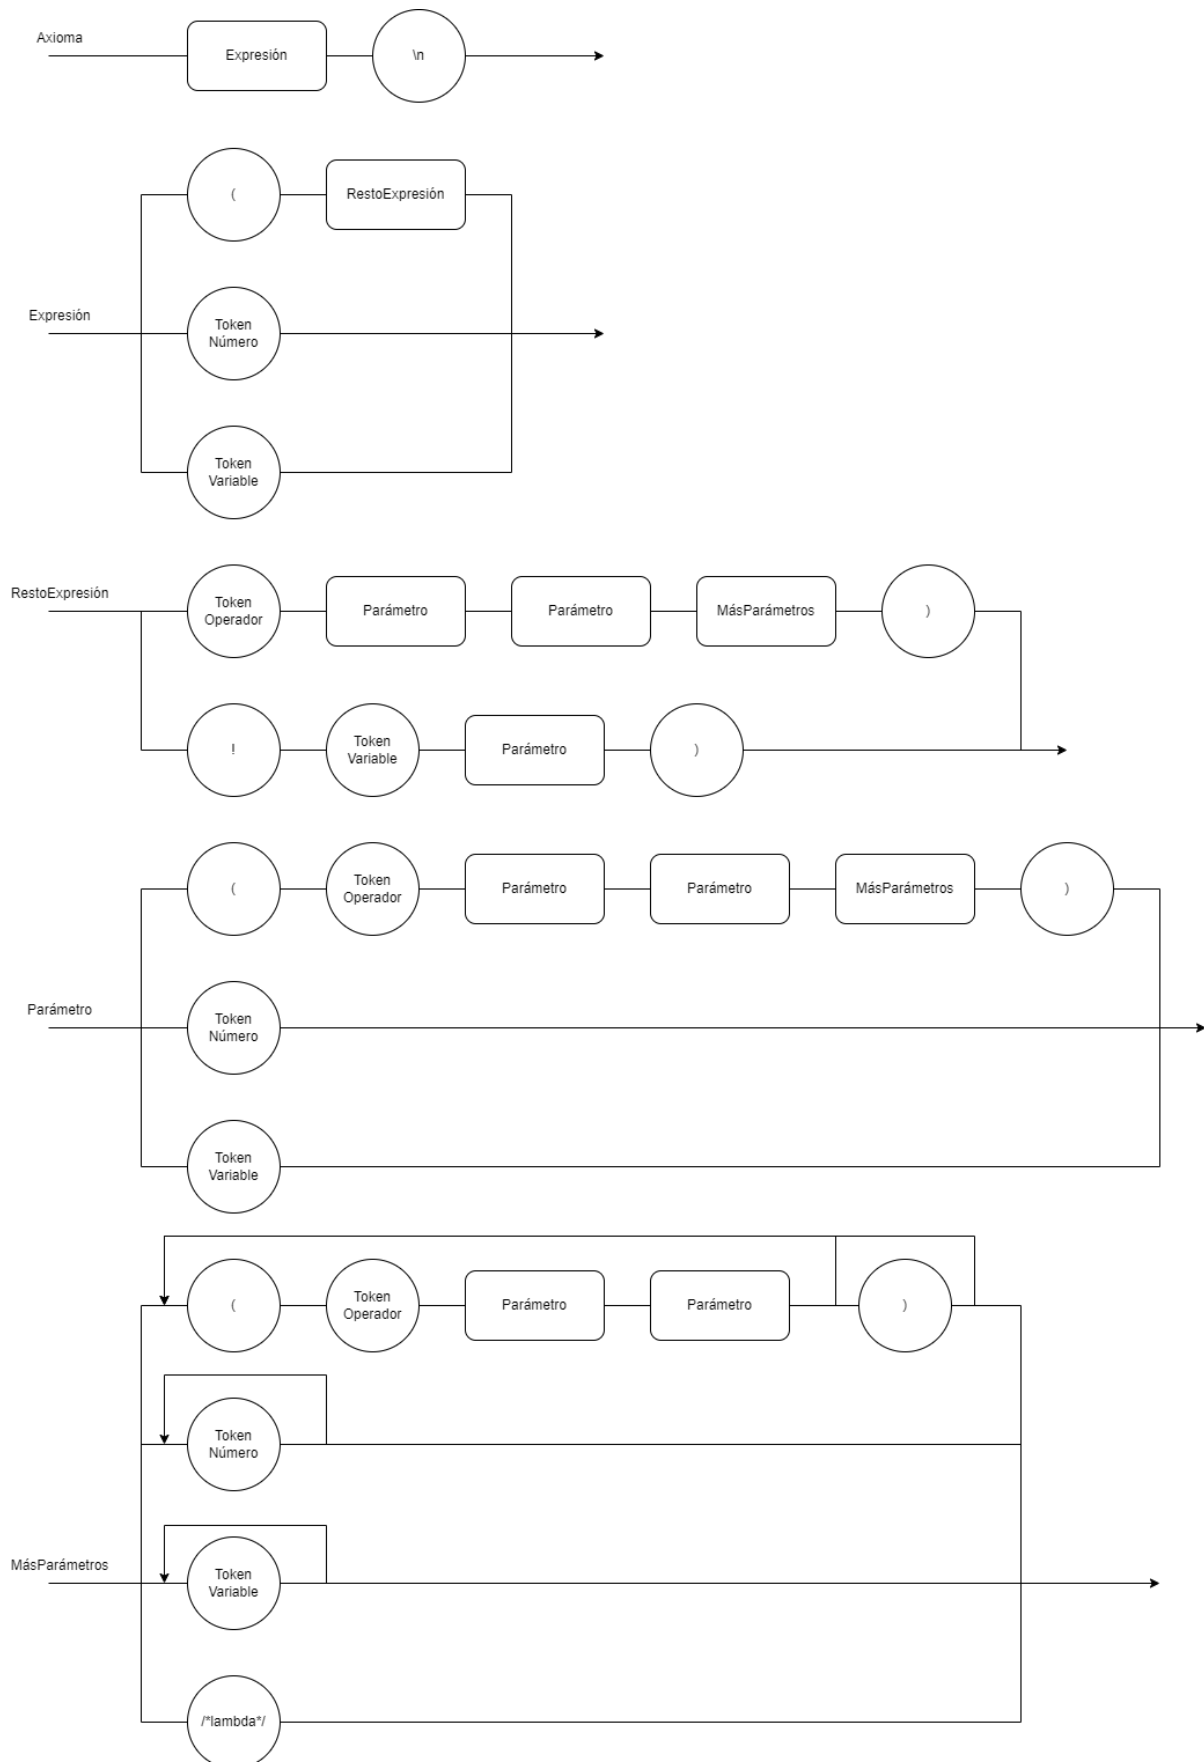 Axioma
Expresión
\n
(
RestoExpresión
Expresión
Token
Número
Token
Variable
RestoExpresión
Token
Operador
Parámetro
Parámetro
MásParámetros
)
!
Token
Variable
Parámetro
)
(
Token
Operador
Parámetro
Parámetro
MásParámetros
)
Parámetro
Token
Número
Token
Variable
(
Token
Operador
Parámetro
Parámetro
)
Token
Número
MásParámetros
Token
Variable
/*lambda*/